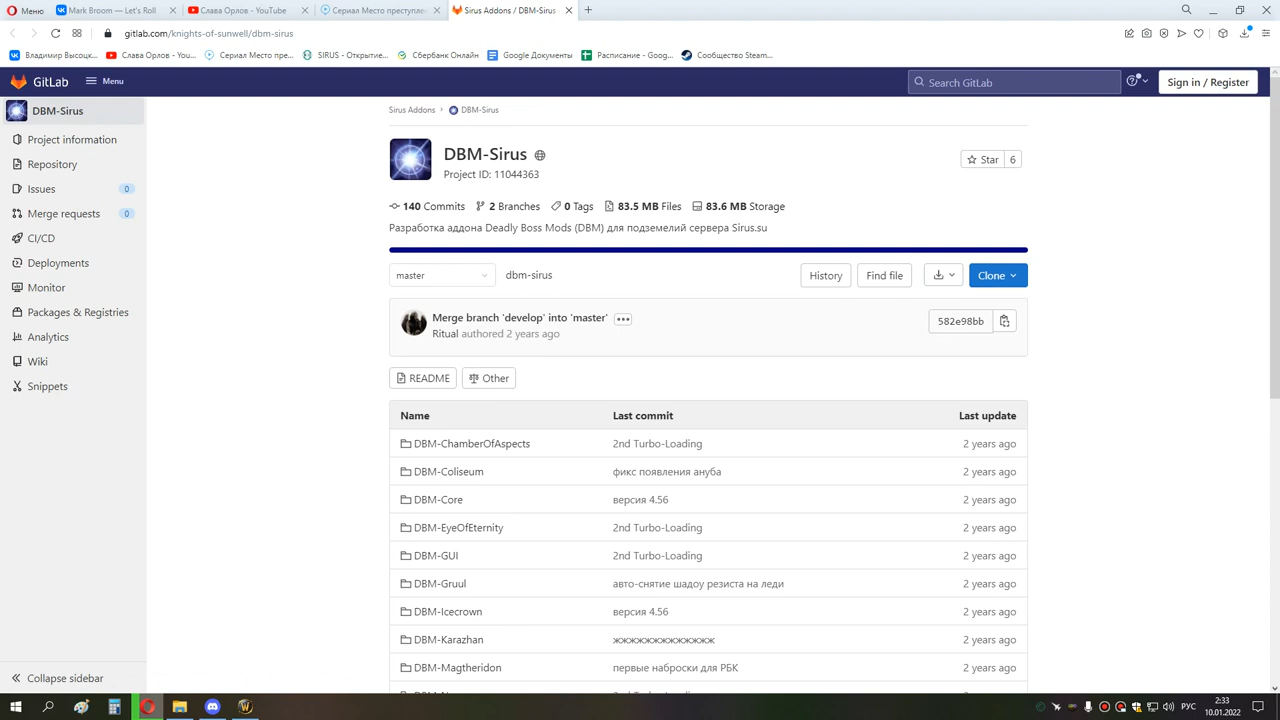 Меню
Mark Broom — Let's Roll
Слава Орлов - YouTube
Сериал Место преступлен
Sirus Addons / DBM-Sirus
gitlab.com/knights-of-sunwell/dbm-sirus
Владимир Высоцк...
Слава Орлов - You...
Сериал Место пре...
SIRUS - Открытие...
Сбербанк Онлайн
Google Документы
Расписание - Goog...
Сообщество Steam...
GitLab
Menu
Search GitLab
Sign in / Register
DBM-Sirus
Project information
Repository
Issues 0
Merge requests 0
CI/CD
Deployments
Monitor
Packages & Registries
Analytics
Wiki
Snippets
Collapse sidebar
Sirus Addons › DBM-Sirus
DBM-Sirus
Project ID: 11044363
Star 6
140 Commits 2 Branches 0 Tags 83.5 MB Files 83.6 MB Storage
Разработка аддона Deadly Boss Mods (DBM) для подземелий сервера Sirus.su
master dbm-sirus History Find file Clone
Merge branch 'develop' into 'master'
Ritual authored 2 years ago
582e98bb
README Other
Name Last commit Last update
DBM-ChamberOfAspects 2nd Turbo-Loading 2 years ago
DBM-Coliseum фикс появления ануба 2 years ago
DBM-Core версия 4.56 2 years ago
DBM-EyeOfEternity 2nd Turbo-Loading 2 years ago
DBM-GUI 2nd Turbo-Loading 2 years ago
DBM-Gruul авто-снятие шадоу резиста на леди 2 years ago
DBM-Icecrown версия 4.56 2 years ago
DBM-Karazhan жжжжжжжжжжжжж 2 years ago
DBM-Magtheridon первые наброски для РБК 2 years ago
РУС
2:33
10.01.2022